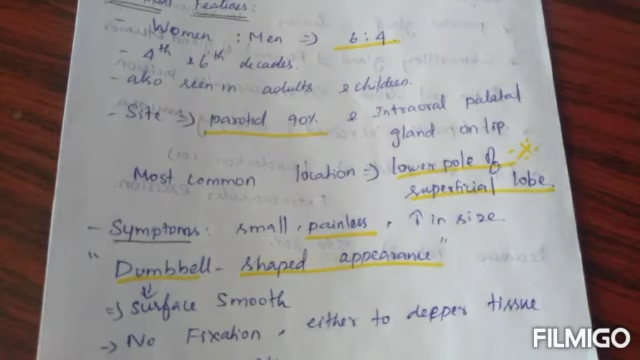 Features:
- Women : Men => 6:4
- 4th & 6th decades.
- also seen in adults & children.
- Site => parotid 90% & Intraoral palatal
gland on lip.
Most common location => lower pole of
superficial lobe.
- Symptoms: small, painless, ↑ in size
"Dumbbell- shaped appearance"
=> Surface Smooth
-> No Fixation, either to depper tissue
FILMIGO